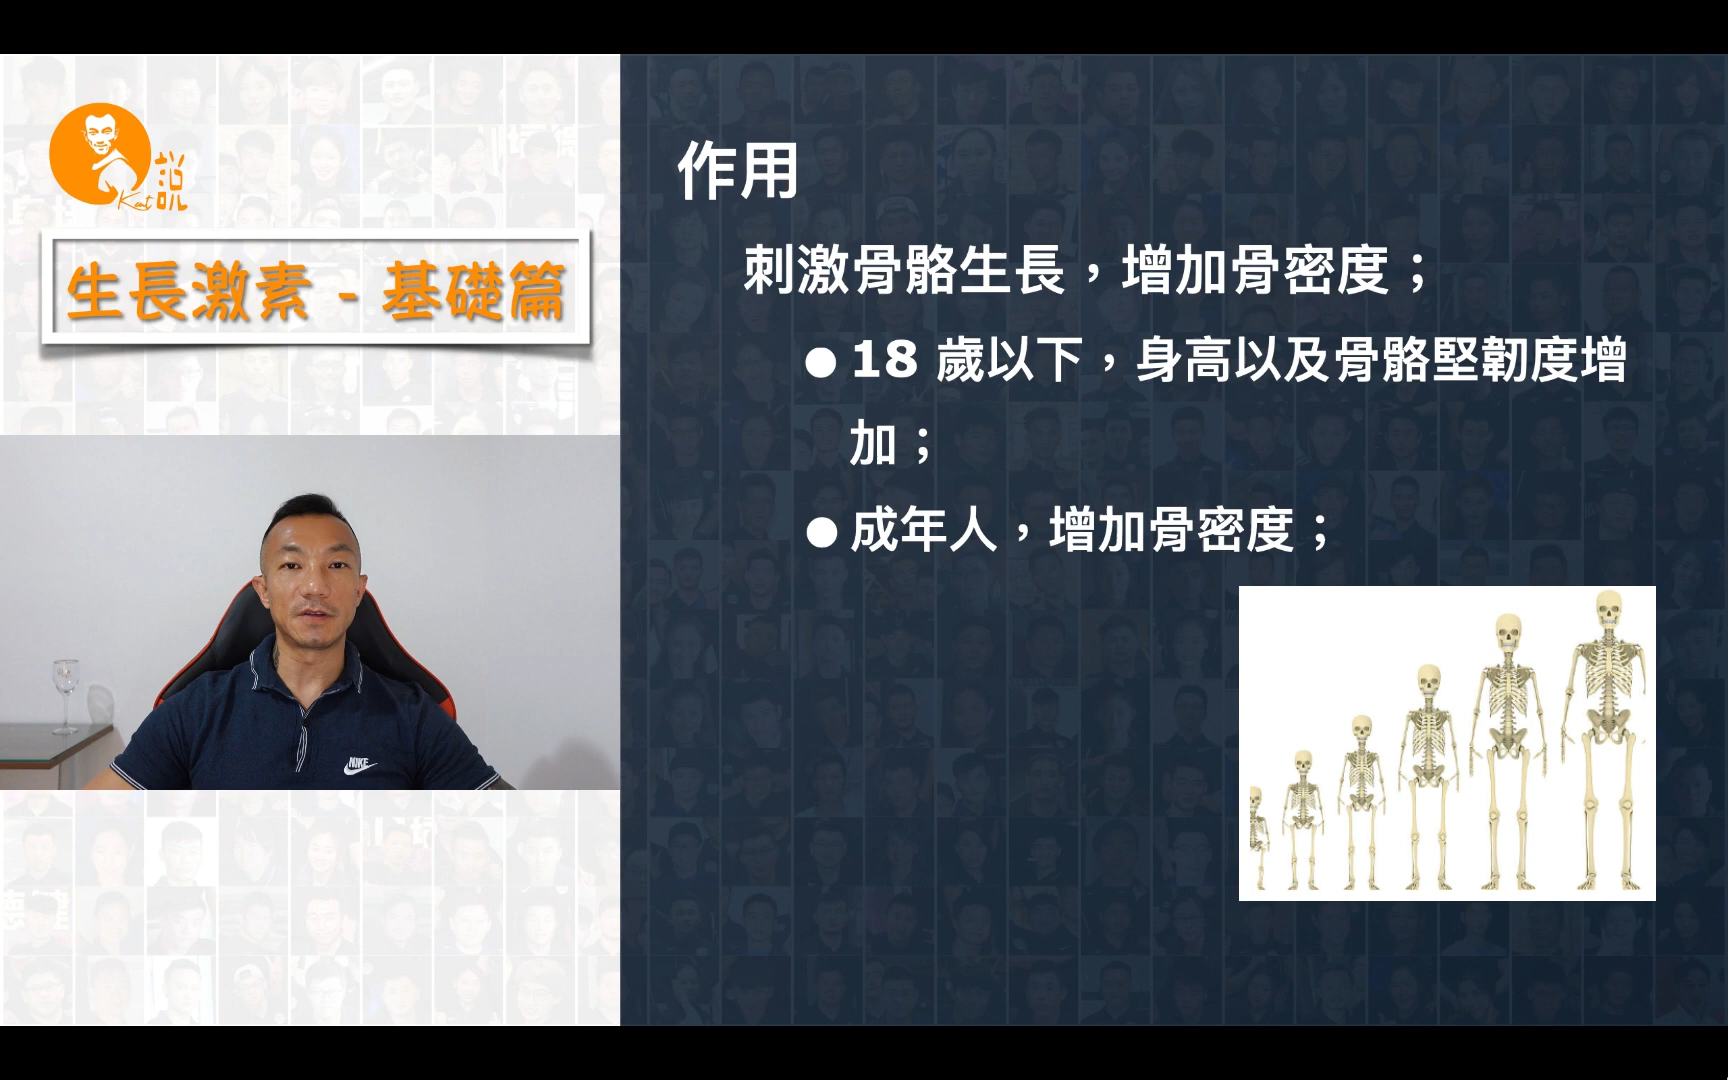 Kent 說
生長激素 - 基礎篇
NIKE
作用
刺激骨骼生長，增加骨密度；
● 18 歲以下，身高以及骨骼堅韌度增
加；
● 成年人，增加骨密度；